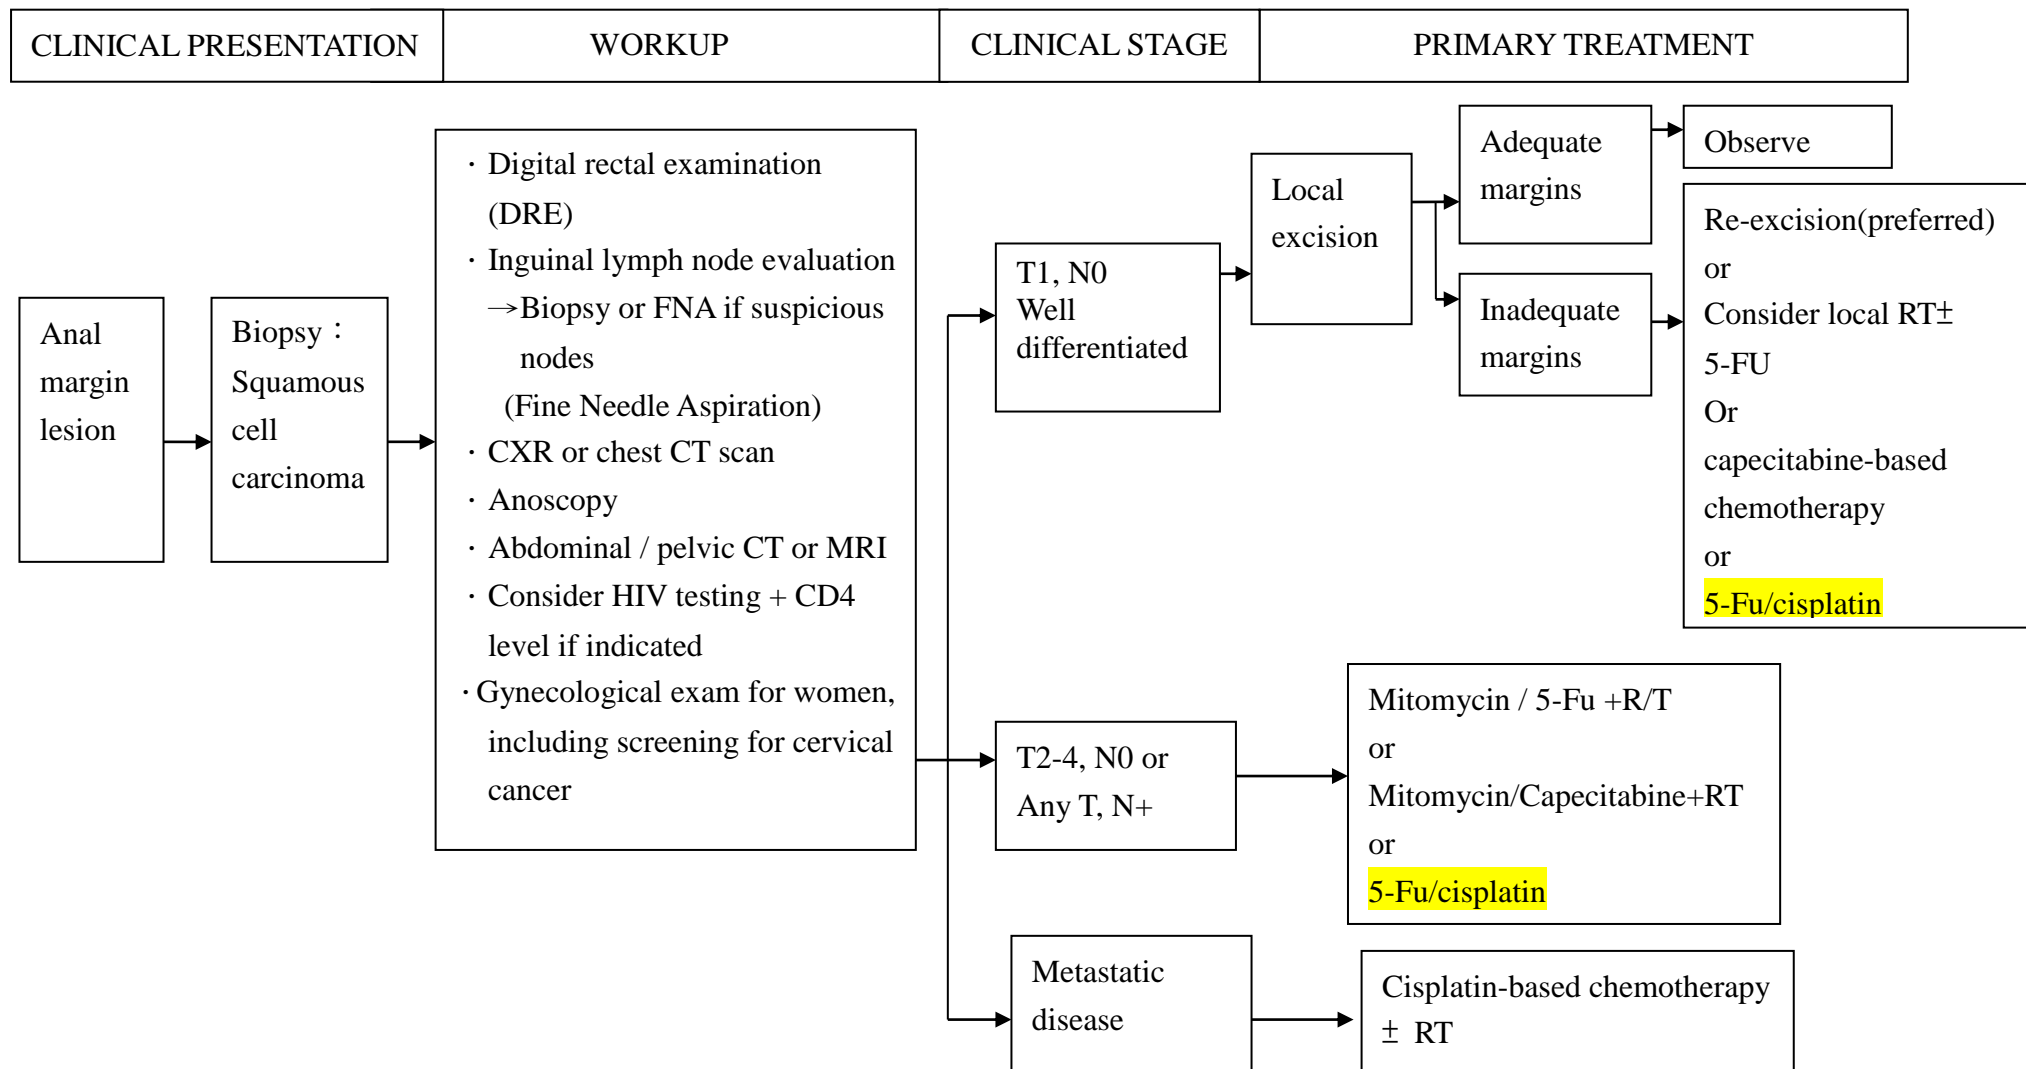 CLINICAL PRESENTATION
WORKUP
CLINICAL STAGE
PRIMARY TREATMENT
Anal
margin
lesion
Biopsy：
Squamous
cell
carcinoma
· Digital rectal examination
(DRE)
· Inguinal lymph node evaluation
→Biopsy or FNA if suspicious
nodes
(Fine Needle Aspiration)
· CXR or chest CT scan
· Anoscopy
· Abdominal / pelvic CT or MRI
· Consider HIV testing + CD4
level if indicated
· Gynecological exam for women,
including screening for cervical
cancer
T1, N0
Well
differentiated
Local
excision
Adequate
margins
Observe
Inadequate
margins
Re-excision(preferred)
or
Consider local RT±
5-FU
Or
capecitabine-based
chemotherapy
or
5-Fu/cisplatin
T2-4, N0 or
Any T, N+
Mitomycin / 5-Fu +R/T
or
Mitomycin/Capecitabine+RT
or
5-Fu/cisplatin
Metastatic
disease
Cisplatin-based chemotherapy
± RT